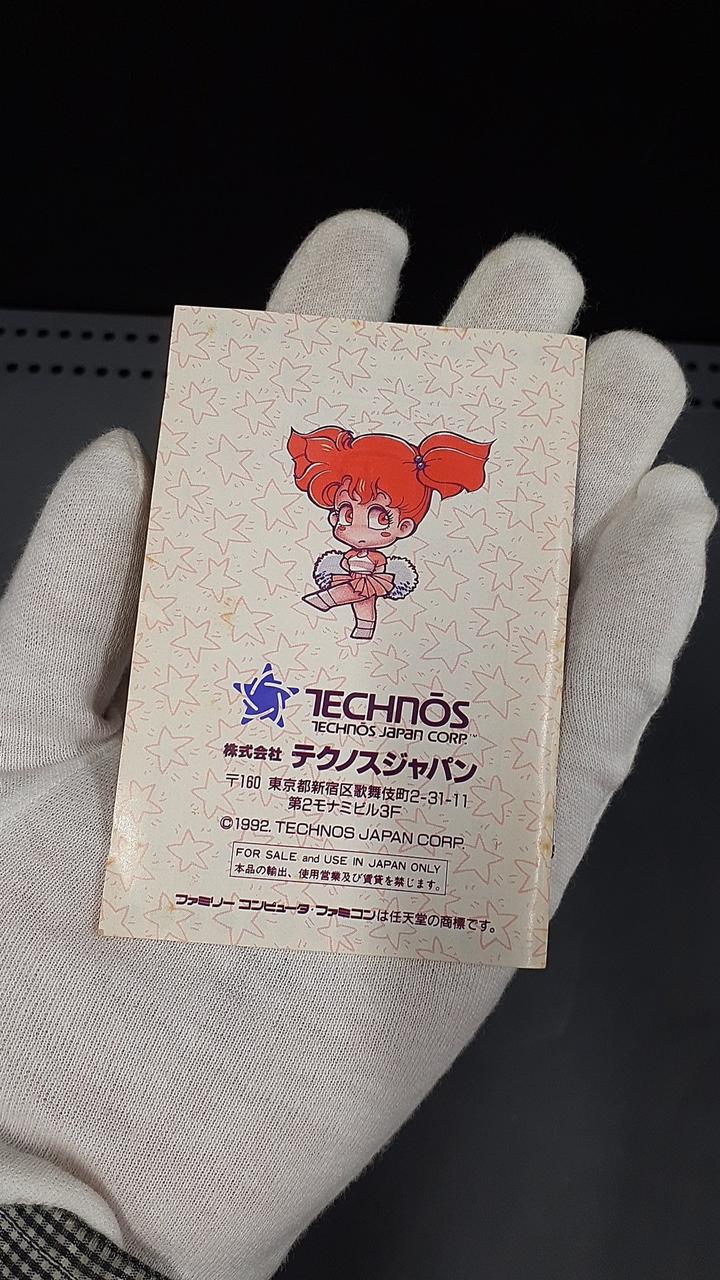 TECHNŌS
TECHNŌS JAPAN CORP.™
株式会社 テクノスジャパン
〒160 東京都新宿区歌舞伎町2-31-11
第2モナミビル3F
©1992. TECHNOS JAPAN CORP.
FOR SALE and USE IN JAPAN ONLY
本品の輸出、使用営業及び賃貸を禁じます。
ファミリー コンピュータ・ファミコンは任天堂の商標です。